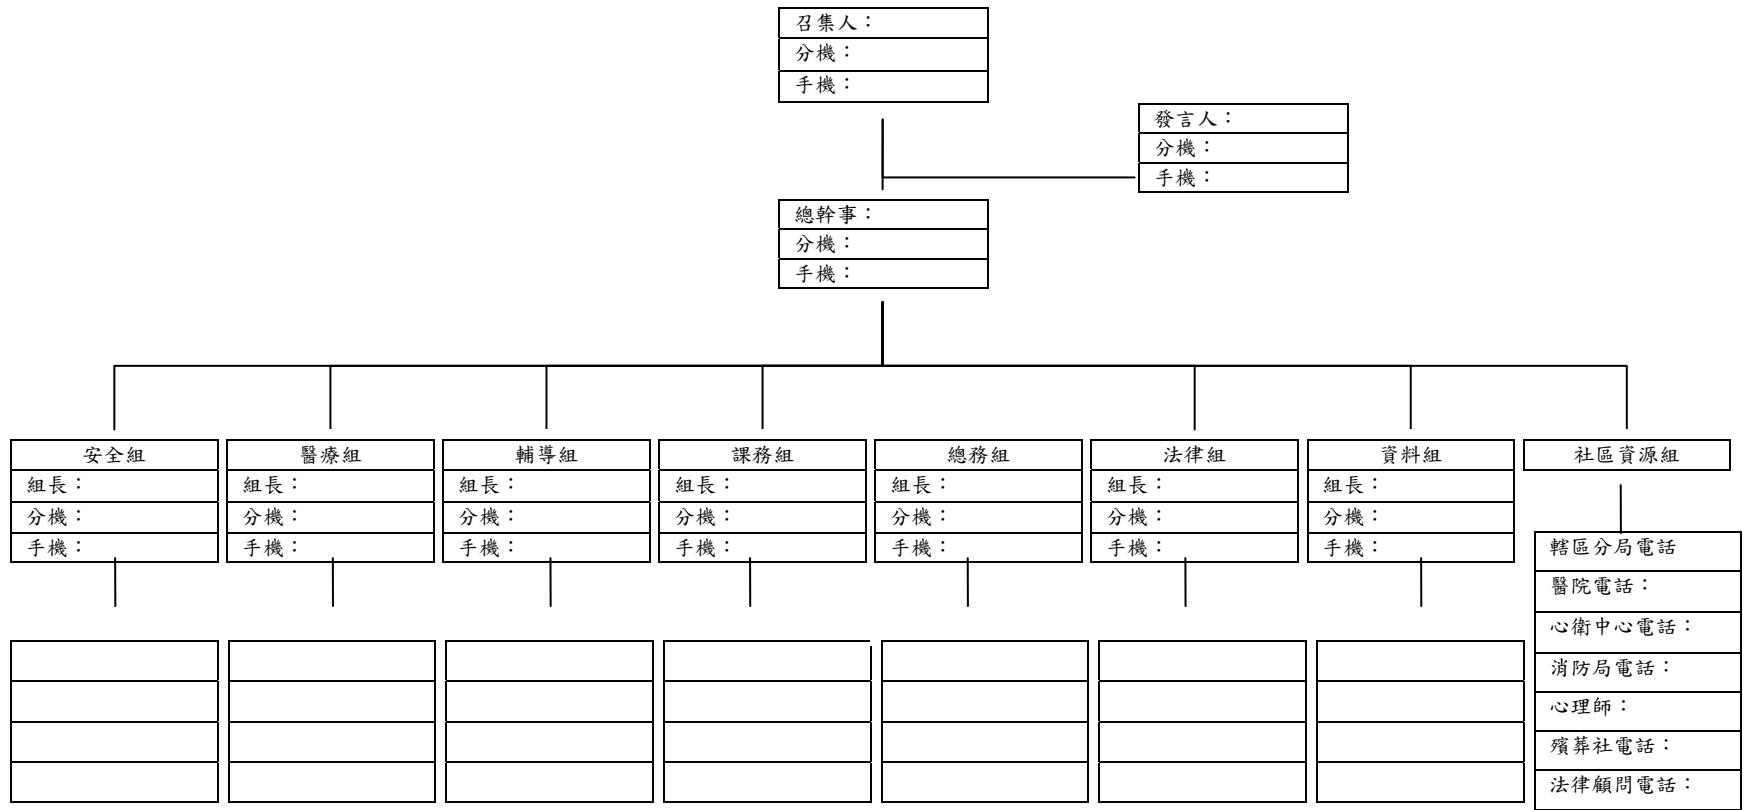 召集人：
分機：
手機：
發言人：
分機：
手機：
總幹事：
分機：
手機：
安全組
組長：
分機：
手機：
醫療組
組長：
分機：
手機：
輔導組
組長：
分機：
手機：
課務組
組長：
分機：
手機：
總務組
組長：
分機：
手機：
法律組
組長：
分機：
手機：
資料組
組長：
分機：
手機：
社區資源組
轄區分局電話
醫院電話：
心衛中心電話：
消防局電話：
心理師：
殯葬社電話：
法律顧問電話：